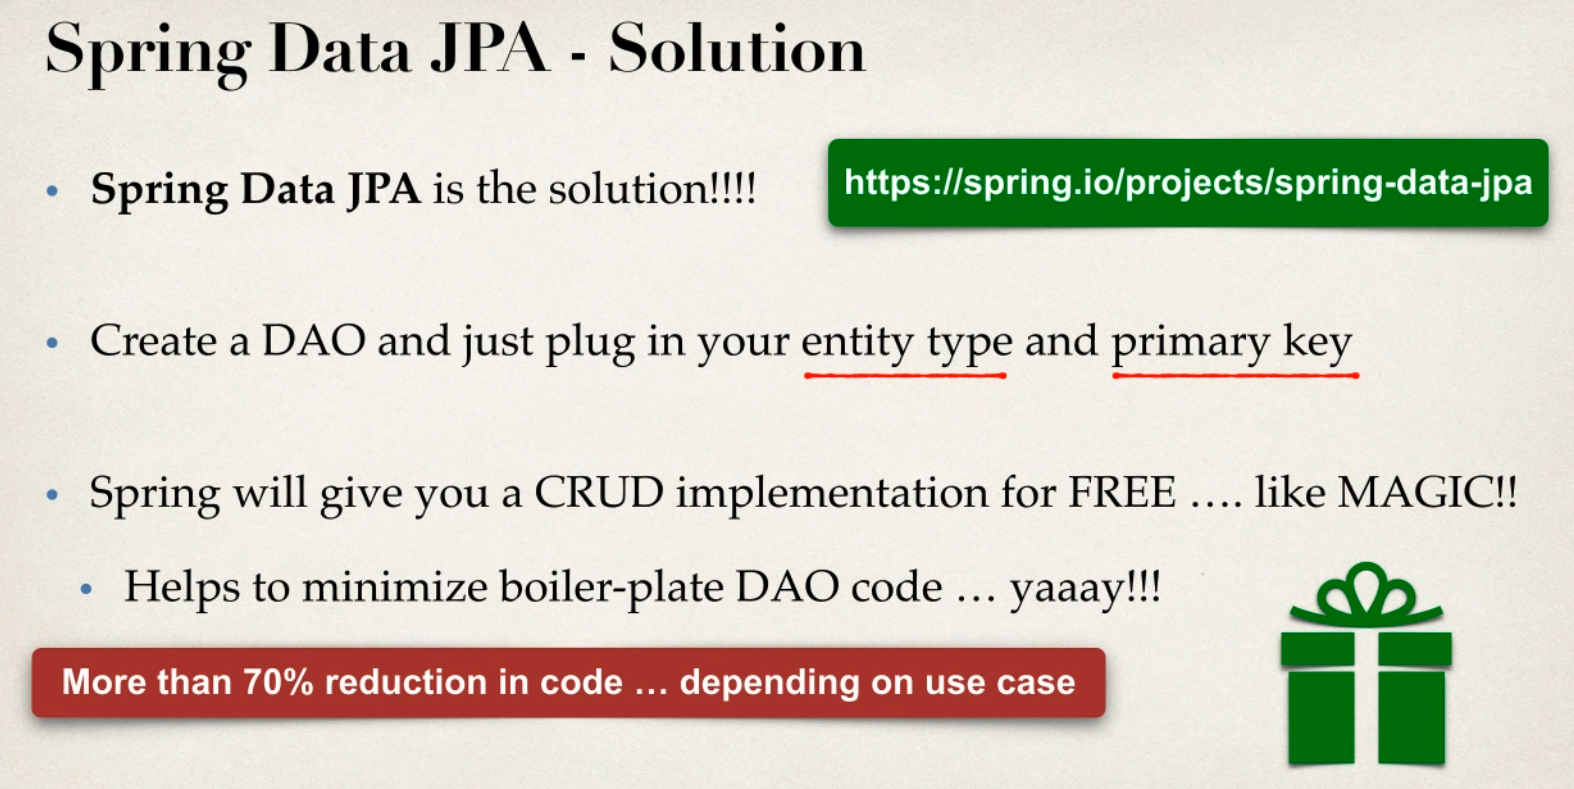 Spring Data JPA - Solution
Spring Data JPA is the solution!!!!
https://spring.io/projects/spring-data-jpa
Create a DAO and just plug in your entity type and primary key
Spring will give you a CRUD implementation for FREE …. like MAGIC!!
Helps to minimize boiler-plate DAO code … yaaay!!!
More than 70% reduction in code … depending on use case